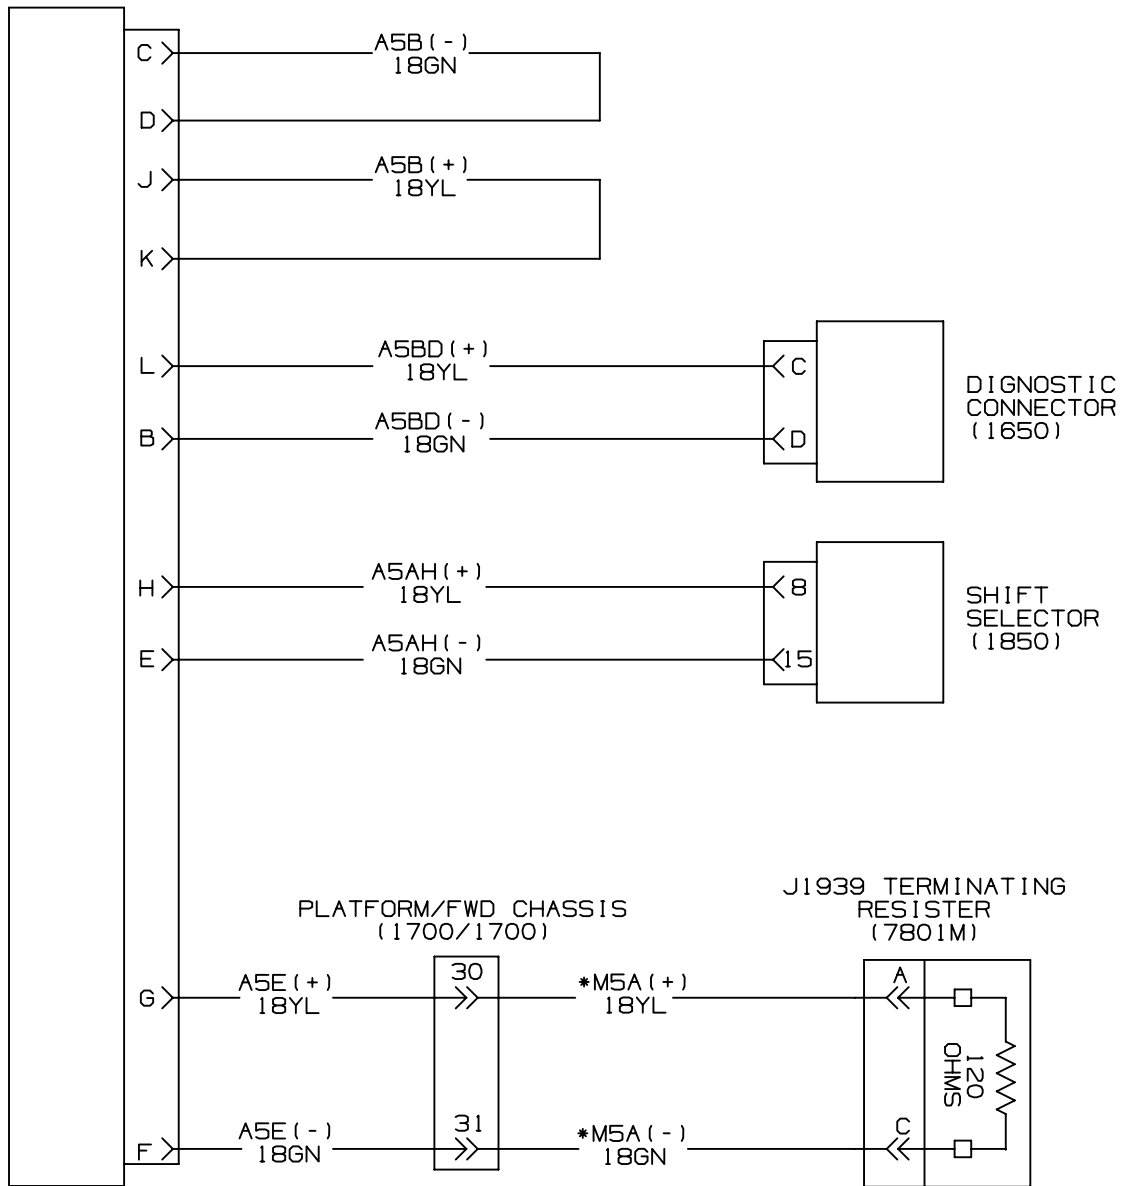 C
A5B(-)
18GN
D
J
A5B(+)
18YL
K
L
A5BD(+)
18YL
C
B
A5BD(-)
18GN
D
DIGNOSTIC
CONNECTOR
(1650)
H
A5AH(+)
18YL
8
E
A5AH(-)
18GN
15
SHIFT
SELECTOR
(1850)
PLATFORM/FWD CHASSIS
(1700/1700)
J1939 TERMINATING
RESISTER
(7801M)
G
A5E(+)
18YL
30
*M5A(+)
18YL
A
120
OHMS
F
A5E(-)
18GN
31
*M5A(-)
18GN
C